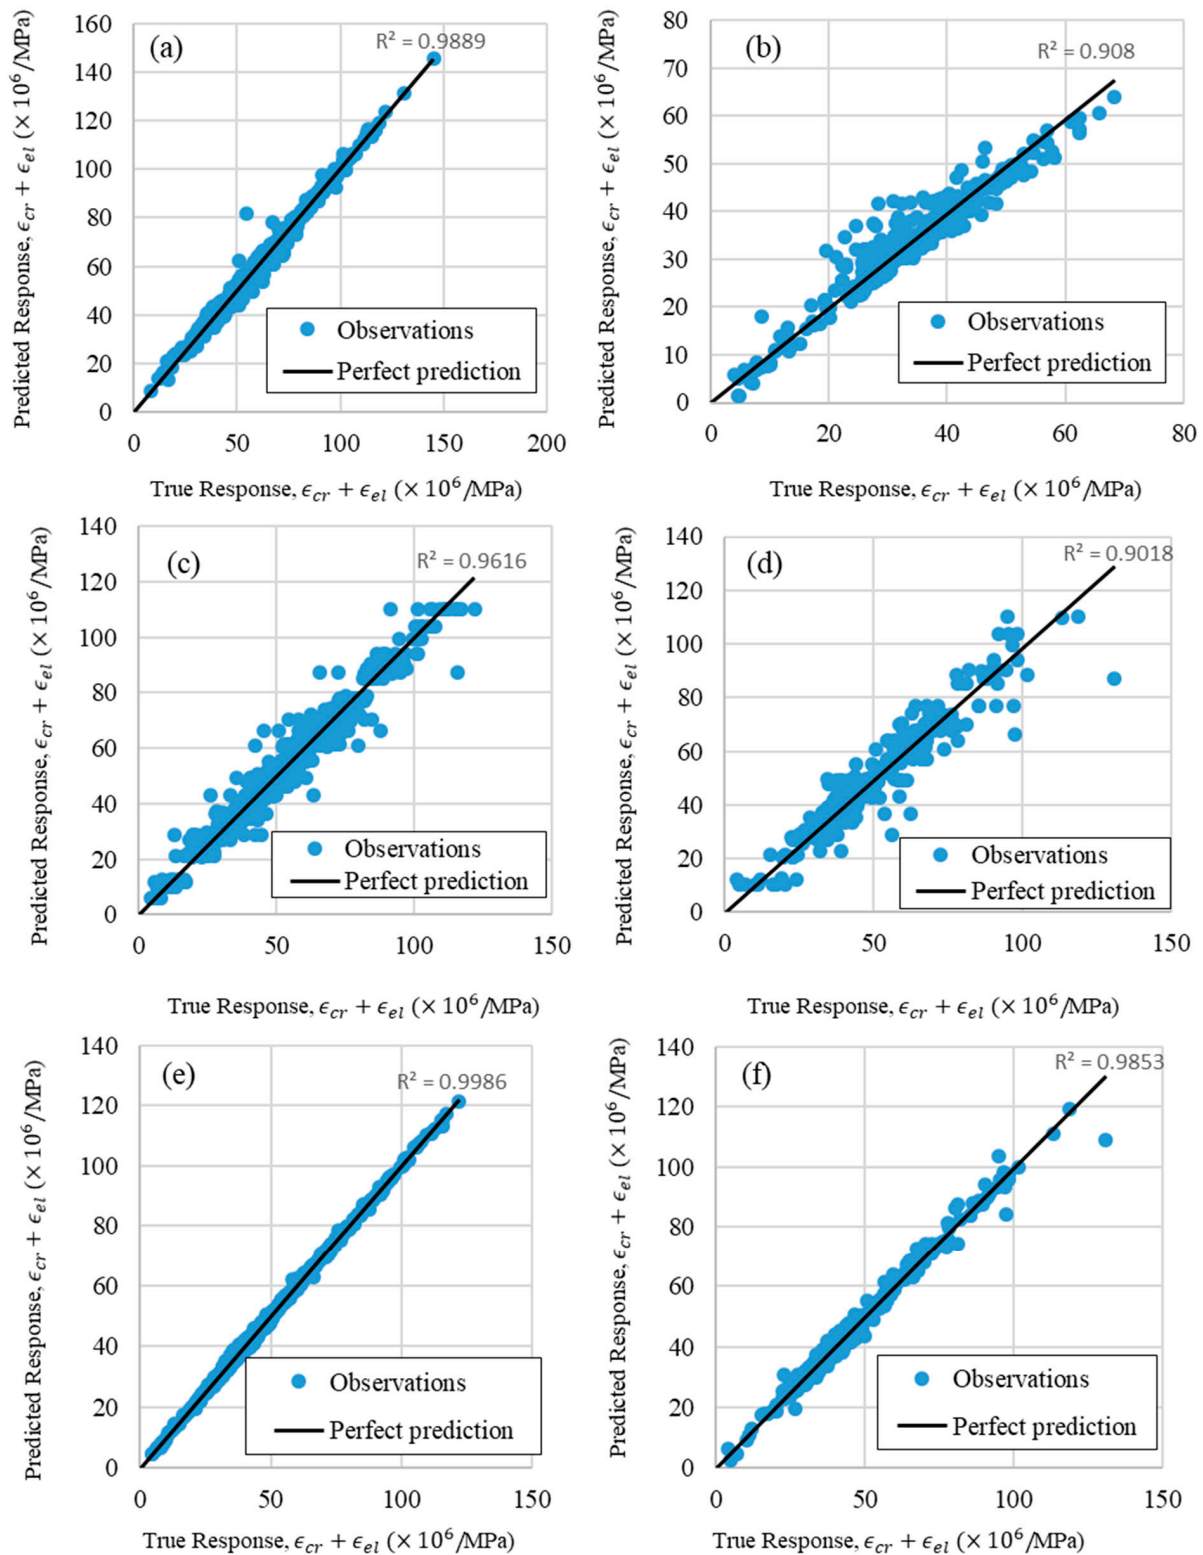 (a)
R² = 0.9889
Predicted Response, ϵcr + ϵel (× 10⁶/MPa)
160
140
120
100
80
60
40
20
0
Observations
Perfect prediction
0 50 100 150 200
True Response, ϵcr + ϵel (× 10⁶/MPa)
(b)
R² = 0.908
Predicted Response, ϵcr + ϵel (× 10⁶/MPa)
80
70
60
50
40
30
20
10
0
Observations
Perfect prediction
0 20 40 60 80
True Response, ϵcr + ϵel (× 10⁶/MPa)
(c)
R² = 0.9616
Predicted Response, ϵcr + ϵel (× 10⁶/MPa)
140
120
100
80
60
40
20
0
Observations
Perfect prediction
0 50 100 150
True Response, ϵcr + ϵel (× 10⁶/MPa)
(d)
R² = 0.9018
Predicted Response, ϵcr + ϵel (× 10⁶/MPa)
140
120
100
80
60
40
20
0
Observations
Perfect prediction
0 50 100 150
True Response, ϵcr + ϵel (× 10⁶/MPa)
(e)
R² = 0.9986
Predicted Response, ϵcr + ϵel (× 10⁶/MPa)
140
120
100
80
60
40
20
0
Observations
Perfect prediction
0 50 100 150
True Response, ϵcr + ϵel (× 10⁶/MPa)
(f)
R² = 0.9853
Predicted Response, ϵcr + ϵel (× 10⁶/MPa)
140
120
100
80
60
40
20
0
Observations
Perfect prediction
0 50 100 150
True Response, ϵcr + ϵel (× 10⁶/MPa)